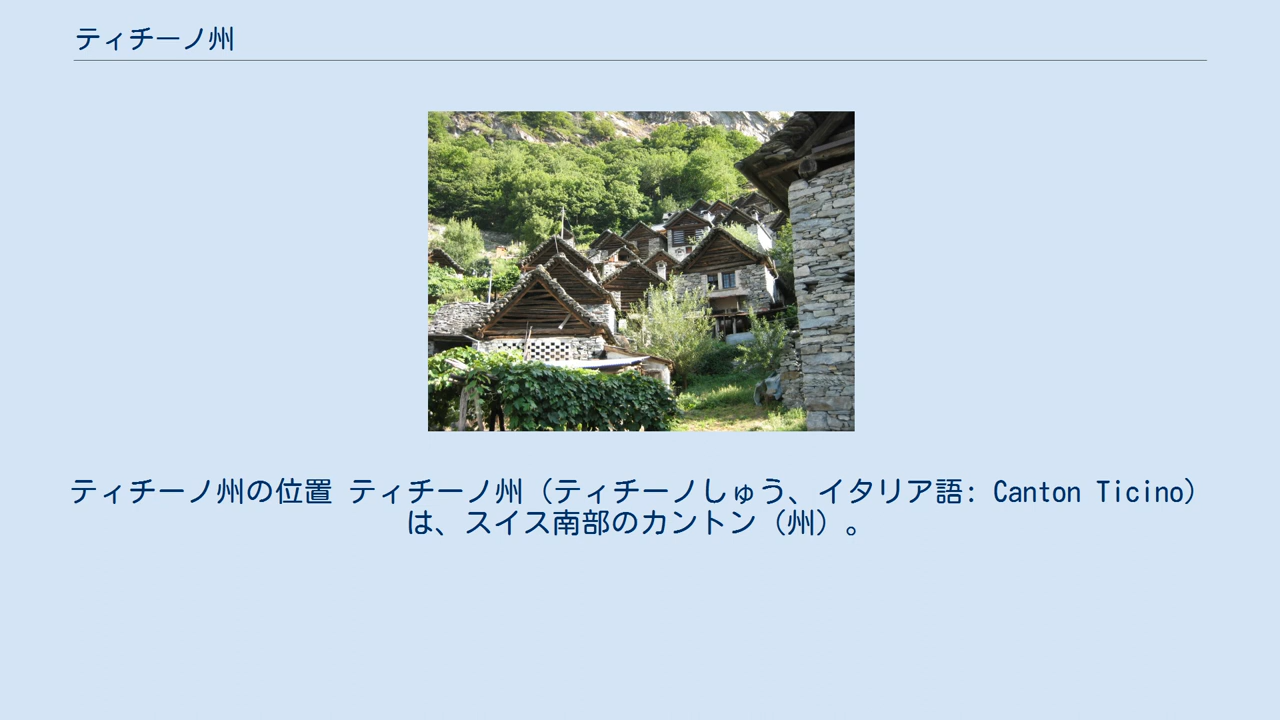 ティチーノ州
ティチーノ州の位置 ティチーノ州（ティチーノしゅう、イタリア語: Canton Ticino）
は、スイス南部のカントン（州）。